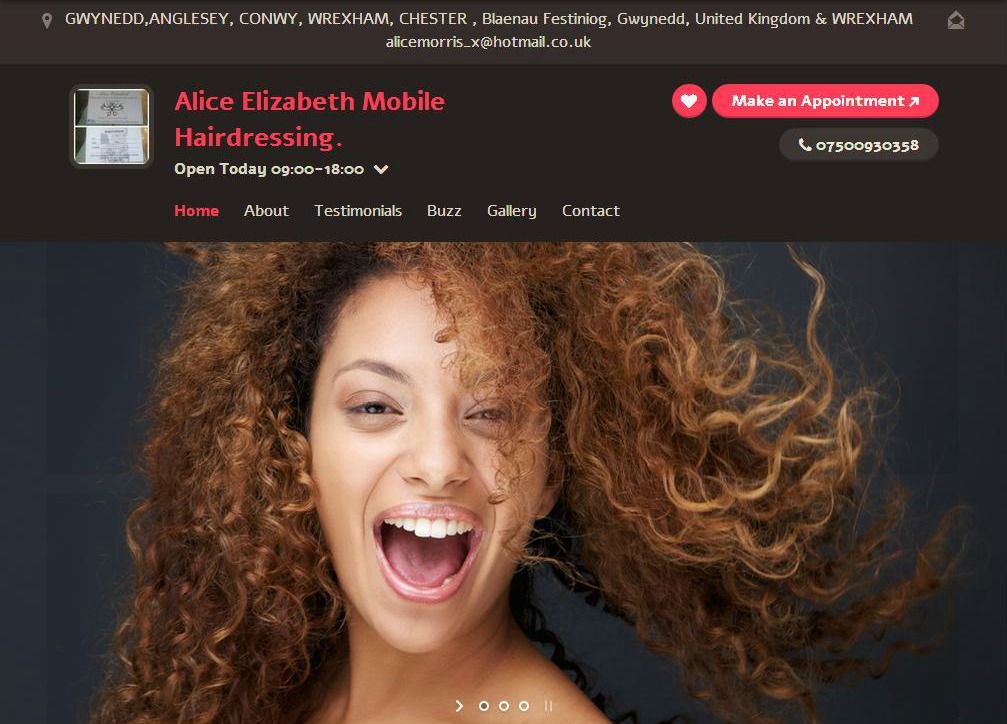 GWYNEDD,ANGLESEY, CONWY, WREXHAM, CHESTER , Blaenau Festiniog, Gwynedd, United Kingdom & WREXHAM
alicemorris_x@hotmail.co.uk
Alice Elizabeth Mobile
Hairdressing.
Make an Appointment
Open Today 09:00-18:00
07500930358
Home About Testimonials Buzz Gallery Contact